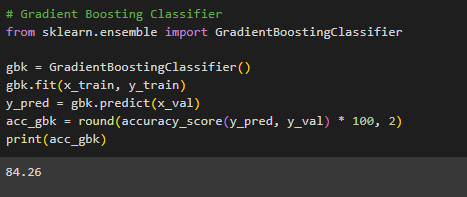 # Gradient Boosting Classifier
from sklearn.ensemble import GradientBoostingClassifier
gbk = GradientBoostingClassifier()
gbk.fit(x_train, y_train)
y_pred = gbk.predict(x_val)
acc_gbk = round(accuracy_score(y_pred, y_val) * 100, 2)
print(acc_gbk)
84.26